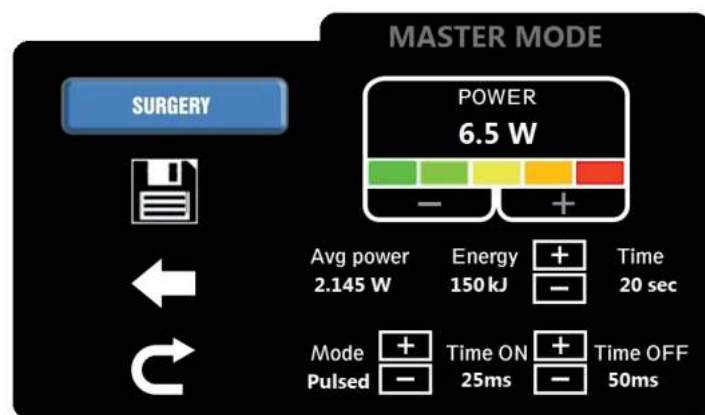 MASTER MODE
SURGERY
POWER
6.5 W
− +
Avg power Energy + Time
2.145 W 150 kJ − 20 sec
Mode + Time ON + Time OFF
Pulsed − 25ms − 50ms